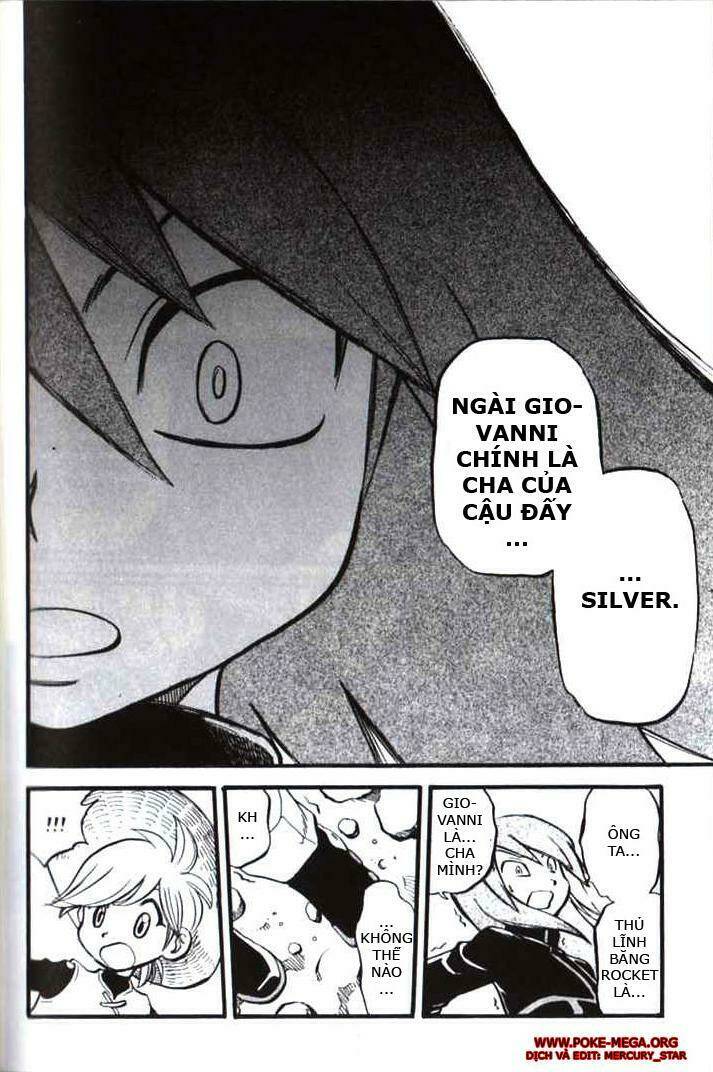 NGÀI GIO-
VANNI
CHÍNH LÀ
CHA CỦA
CẬU ĐẤY
...
...
SILVER.
ÔNG
TA...
THỦ
LĨNH
BĂNG
ROCKET
LÀ...
GIO-
VANNI
LÀ...
CHA
MÌNH?
KH
...
...
KHÔNG
THỂ
NÀO
...
!!!
WWW.POKE-MEGA.ORG
DỊCH VÀ EDIT: MERCURY_STAR